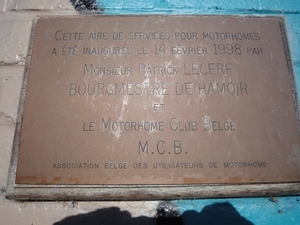 CETTE AIRE DE SERVICES POUR MOTORHOMES
A ÉTÉ INAUGURÉE LE 14 FÉVRIER 1998 PAR
MONSIEUR PATRICK LECERF
BOURGMESTRE DE HAMOIR
ET
LE MOTORHOME CLUB BELGE
M.C.B.
ASSOCIATION BELGE DES UTILISATEURS DE MOTORHOME